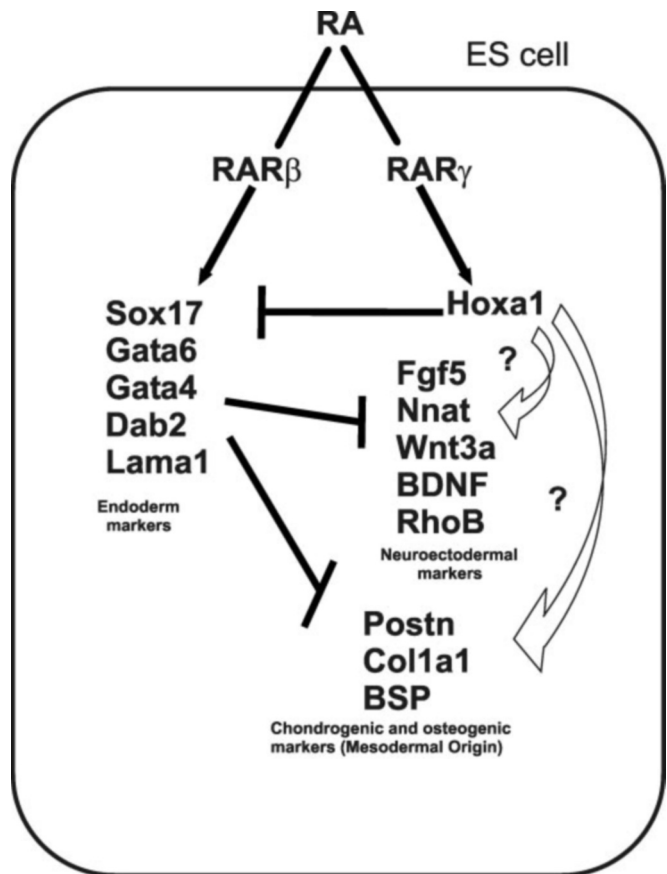 RA
ES cell
RARβ
RARγ
Hoxa1
Sox17
Gata6
Gata4
Dab2
Lama1
Endoderm
markers
?
Fgf5
Nnat
Wnt3a
BDNF
RhoB
Neuroectodermal
markers
?
Postn
Col1a1
BSP
Chondrogenic and osteogenic
markers (Mesodermal Origin)